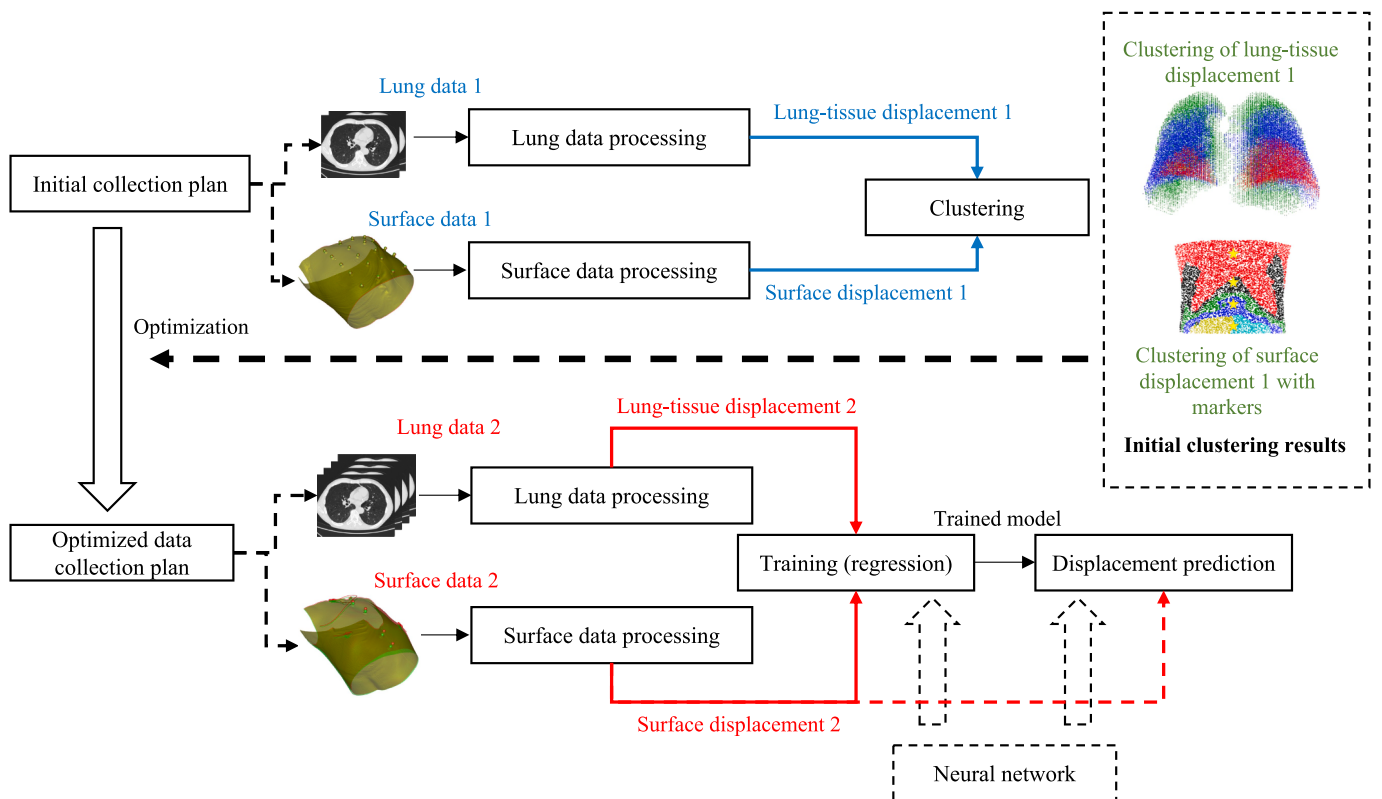 Clustering of lung-tissue
displacement 1
Lung data 1
Lung-tissue displacement 1
Lung data processing
Initial collection plan
Clustering
Surface data 1
Surface data processing
Surface displacement 1
Optimization
Clustering of surface
displacement 1 with
markers
Initial clustering results
Lung-tissue displacement 2
Lung data 2
Lung data processing
Trained model
Optimized data
collection plan
Training (regression)
Displacement prediction
Surface data 2
Surface data processing
Surface displacement 2
Neural network